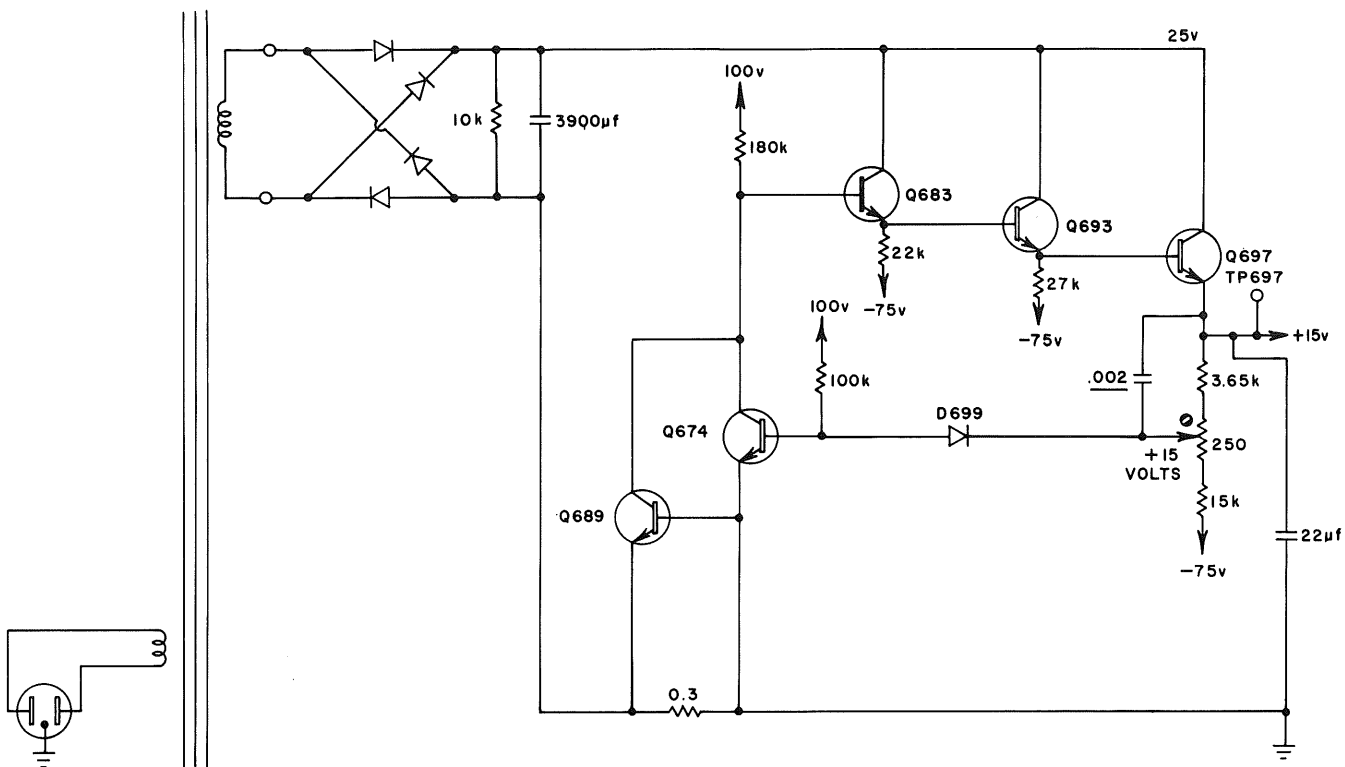 25v
100v
10k
3900µf
180k
Q683
Q693
22k
Q697
TP697
27k
100v
-75v
-75v
+15v
.002
3.65k
100k
D699
Q674
250
+15
VOLTS
15k
Q689
22µf
-75v
0.3